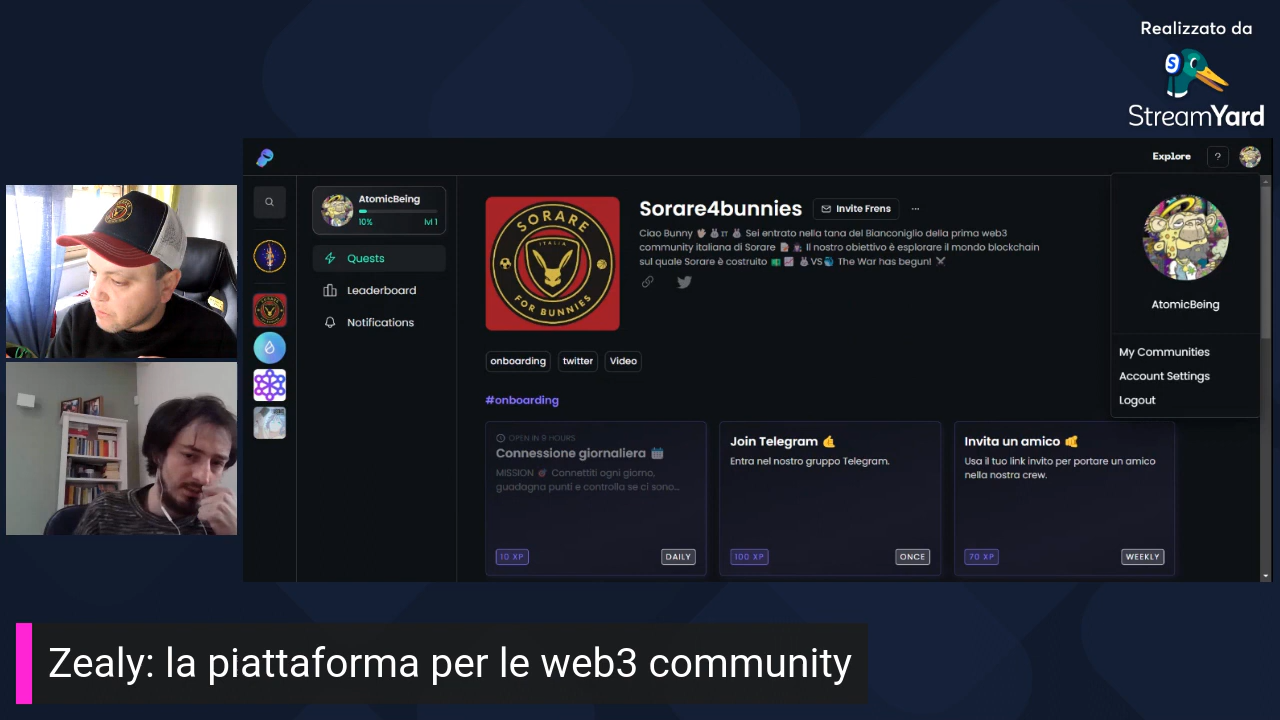 Realizzato da
StreamYard
Explore
?
AtomicBeing
10%
lvl 1
Quests
Leaderboard
Notifications
SORARE
ITALIA
FOR BUNNIES
Sorare4bunnies
Invite Frens
...
Ciao Bunny 🐰 IT 🐰 Sei entrato nella tana del Bianconiglio della prima web3
community italiana di Sorare Il nostro obiettivo è esplorare il mondo blockchain
sul quale Sorare è costruito VS The War has begun! ⚔
onboarding
twitter
Video
#onboarding
OPEN IN 9 HOURS
Connessione giornaliera
MISSION 🎯 Connettiti ogni giorno,
guadagna punti e controlla se ci sono...
10 XP
DAILY
Join Telegram
Entra nel nostro gruppo Telegram.
100 XP
ONCE
Invita un amico
Usa il tuo link invito per portare un amico
nella nostra crew.
70 XP
WEEKLY
AtomicBeing
My Communities
Account Settings
Logout
Zealy: la piattaforma per le web3 community